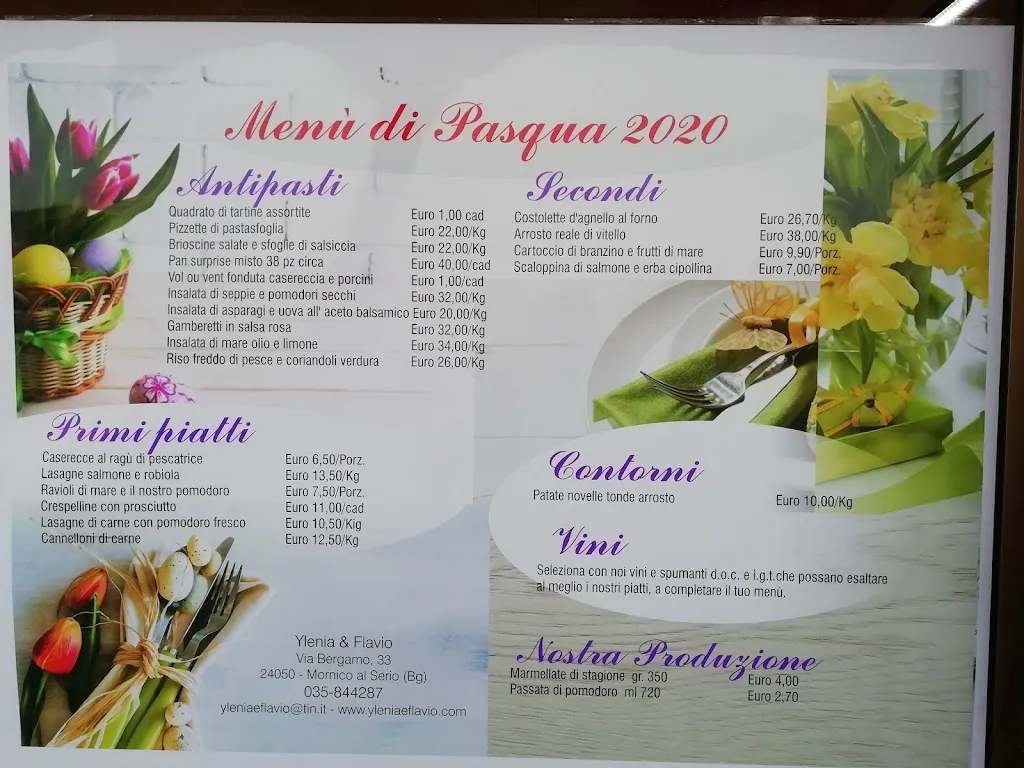 Menù di Pasqua 2020
Antipasti
Quadrato di tartine assortite Euro 1,00 cad
Pizzette di pastasfoglia Euro 22,00/Kg
Brioscine salate e sfoglie di salsiccia Euro 22,00/Kg
Pan surprise misto 38 pz circa Euro 40,00/cad
Vol ou vent fonduta casereccia e porcini Euro 1,00/cad
Insalata di seppie e pomodori secchi Euro 32,00/Kg
Insalata di asparagi e uova all' aceto balsamico Euro 20,00/Kg
Gamberetti in salsa rosa Euro 32,00/Kg
Insalata di mare olio e limone Euro 34,00/Kg
Riso freddo di pesce e coriandoli verdura Euro 26,00/Kg
Primi piatti
Caserecce al ragù di pescatrice Euro 6,50/Porz.
Lasagne salmone e robiola Euro 13,50/Kg
Ravioli di mare e il nostro pomodoro Euro 7,50/Porz.
Crespelline con prosciutto Euro 11,00/cad
Lasagne di carne con pomodoro fresco Euro 10,50/Kig
Cannelloni di carne Euro 12,50/Kg
Ylenia & Flavio
Via Bergamo, 33
24050 - Mornico al Serio (Bg)
035-844287
yleniaeflavio@tin.it - www.yleniaeflavio.com
Secondi
Costolette d'agnello al forno Euro 26,70/Kg
Arrosto reale di vitello Euro 38,00/Kg
Cartoccio di branzino e frutti di mare Euro 9,90/Porz.
Scaloppina di salmone e erba cipollina Euro 7,00/Porz.
Contorni
Patate novelle tonde arrosto Euro 10,00/Kg
Vini
Seleziona con noi vini e spumanti d.o.c. e i.g.t.che possano esaltare
al meglio i nostri piatti, a completare il tuo menù.
Nostra Produzione
Marmellate di stagione gr. 350 Euro 4,00
Passata di pomodoro ml 720 Euro 2,70